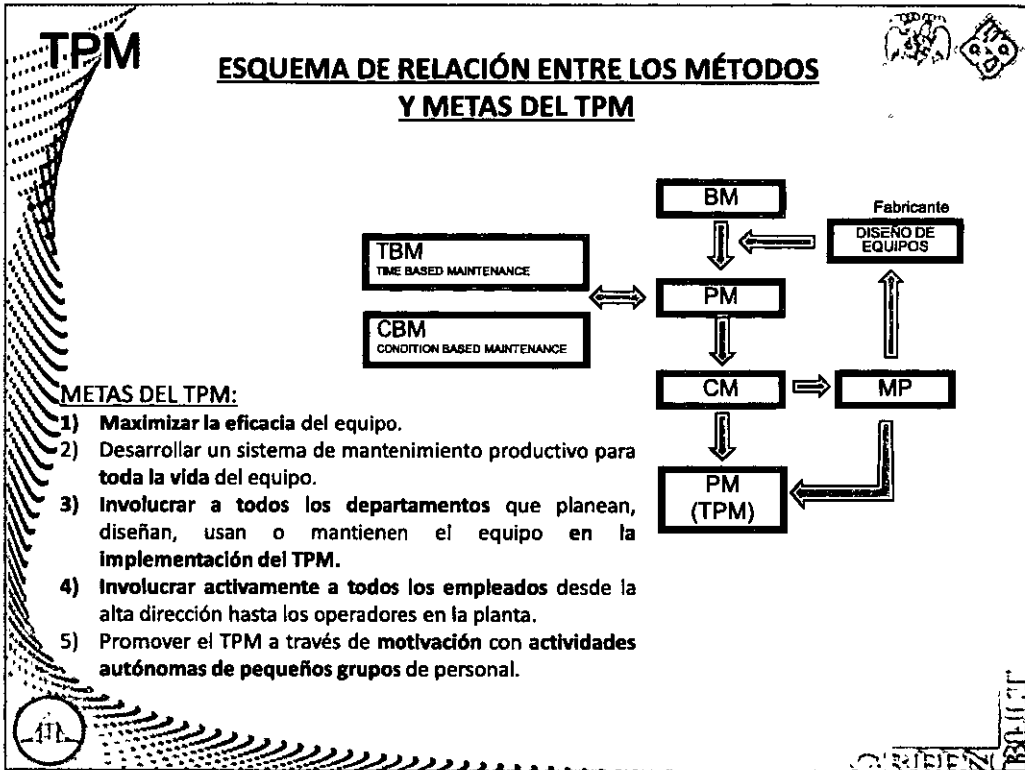 TPM
ESQUEMA DE RELACIÓN ENTRE LOS MÉTODOS
Y METAS DEL TPM
BM
Fabricante
DISEÑO DE
EQUIPOS
TBM
TIME BASED MAINTENANCE
PM
CBM
CONDITION BASED MAINTENANCE
CM
MP
PM
(TPM)
METAS DEL TPM:
1) Maximizar la eficacia del equipo.
2) Desarrollar un sistema de mantenimiento productivo para
toda la vida del equipo.
3) Involucrar a todos los departamentos que planean,
diseñan, usan o mantienen el equipo en la
implementación del TPM.
4) Involucrar activamente a todos los empleados desde la
alta dirección hasta los operadores en la planta.
5) Promover el TPM a través de motivación con actividades
autónomas de pequeños grupos de personal.